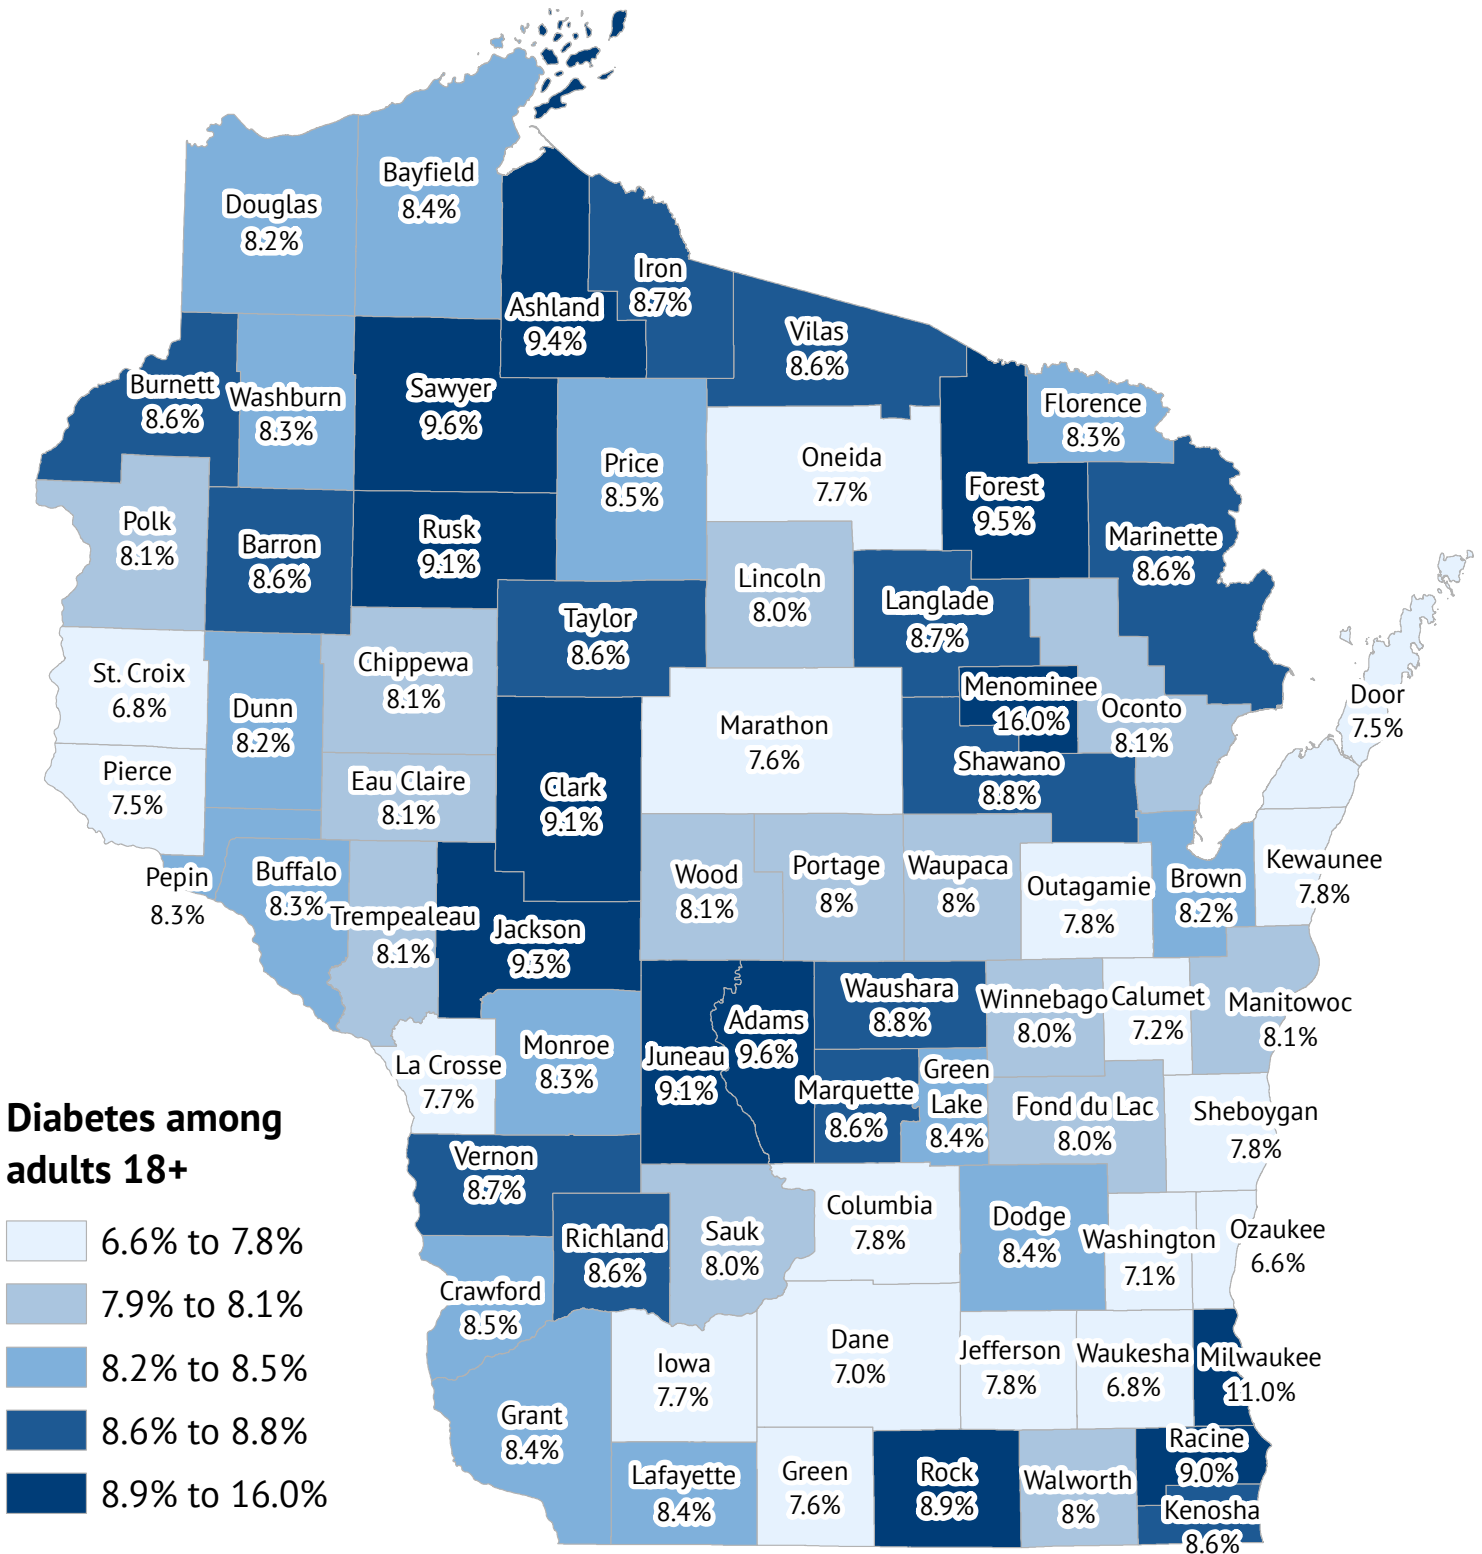 Bayfield
8.4%
Douglas
8.2%
Iron
8.7%
Ashland
9.4%
Vilas
8.6%
Burnett
8.6%
Washburn
8.3%
Sawyer
9.6%
Florence
8.3%
Price
8.5%
Oneida
7.7%
Forest
9.5%
Marinette
8.6%
Polk
8.1%
Barron
8.6%
Rusk
9.1%
Lincoln
8.0%
Langlade
8.7%
Taylor
8.6%
St. Croix
6.8%
Chippewa
8.1%
Dunn
8.2%
Menominee
16.0%
Oconto
8.1%
Door
7.5%
Marathon
7.6%
Pierce
7.5%
Eau Claire
8.1%
Clark
9.1%
Shawano
8.8%
Pepin
8.3%
Buffalo
8.3%
Trempealeau
8.1%
Wood
8.1%
Portage
8%
Waupaca
8%
Outagamie
7.8%
Brown
8.2%
Kewaunee
7.8%
Jackson
9.3%
Waushara
8.8%
Winnebago
8.0%
Calumet
7.2%
Manitowoc
8.1%
Adams
9.6%
Monroe
8.3%
Juneau
9.1%
La Crosse
7.7%
Marquette
8.6%
Green
Lake
8.4%
Fond du Lac
8.0%
Sheboygan
7.8%
Vernon
8.7%
Richland
8.6%
Sauk
8.0%
Columbia
7.8%
Dodge
8.4%
Washington
7.1%
Ozaukee
6.6%
Crawford
8.5%
Iowa
7.7%
Dane
7.0%
Jefferson
7.8%
Waukesha
6.8%
Milwaukee
11.0%
Grant
8.4%
Lafayette
8.4%
Green
7.6%
Rock
8.9%
Walworth
8%
Racine
9.0%
Kenosha
8.6%
Diabetes among
adults 18+
6.6% to 7.8%
7.9% to 8.1%
8.2% to 8.5%
8.6% to 8.8%
8.9% to 16.0%